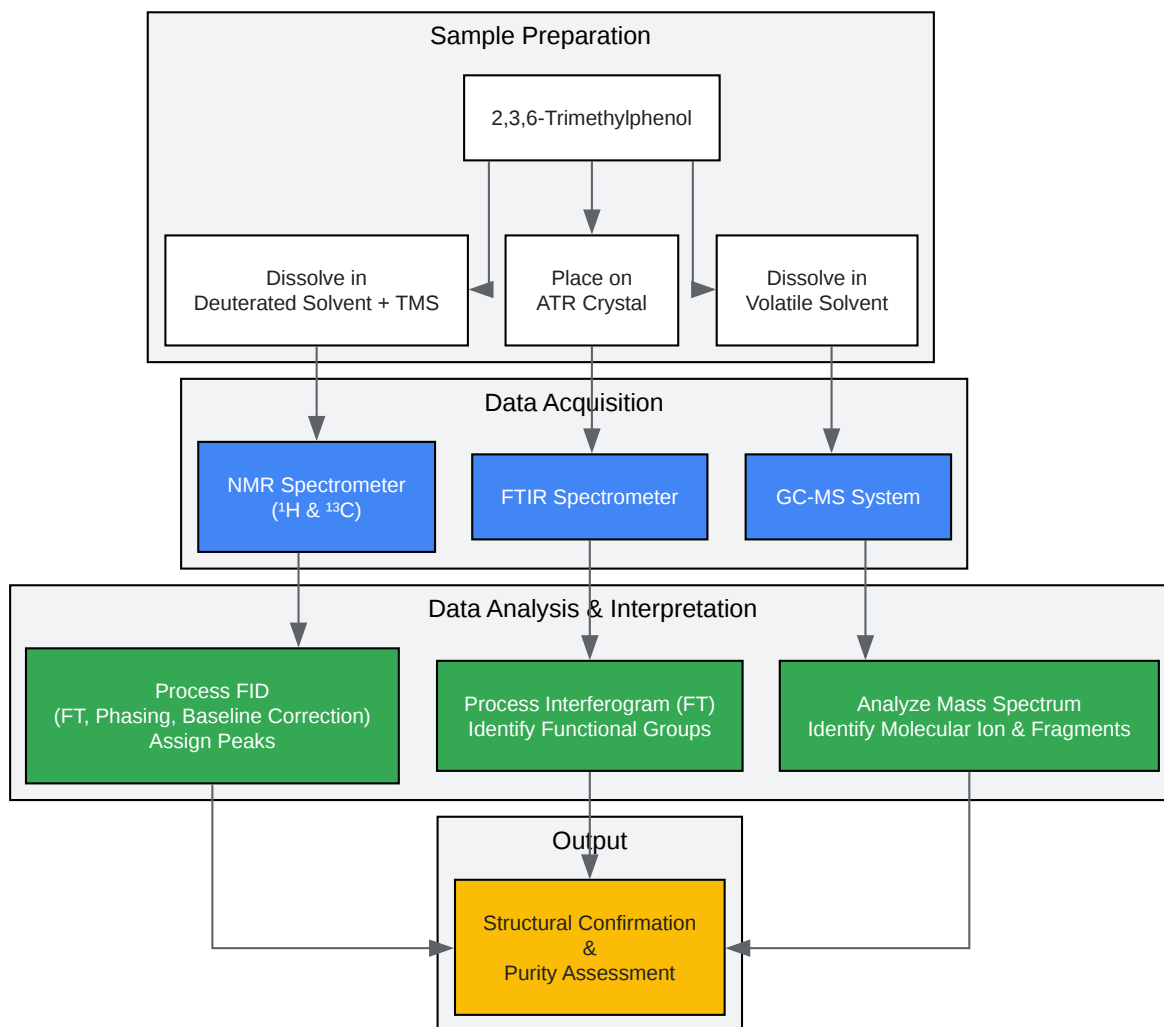 Sample Preparation
2,3,6-Trimethylphenol
Dissolve in
Deuterated Solvent + TMS
Place on
ATR Crystal
Dissolve in
Volatile Solvent
Data Acquisition
NMR Spectrometer
(¹H & ¹³C)
FTIR Spectrometer
GC-MS System
Data Analysis & Interpretation
Process FID
(FT, Phasing, Baseline Correction)
Assign Peaks
Process Interferogram (FT)
Identify Functional Groups
Analyze Mass Spectrum
Identify Molecular Ion & Fragments
Output
Structural Confirmation
&
Purity Assessment